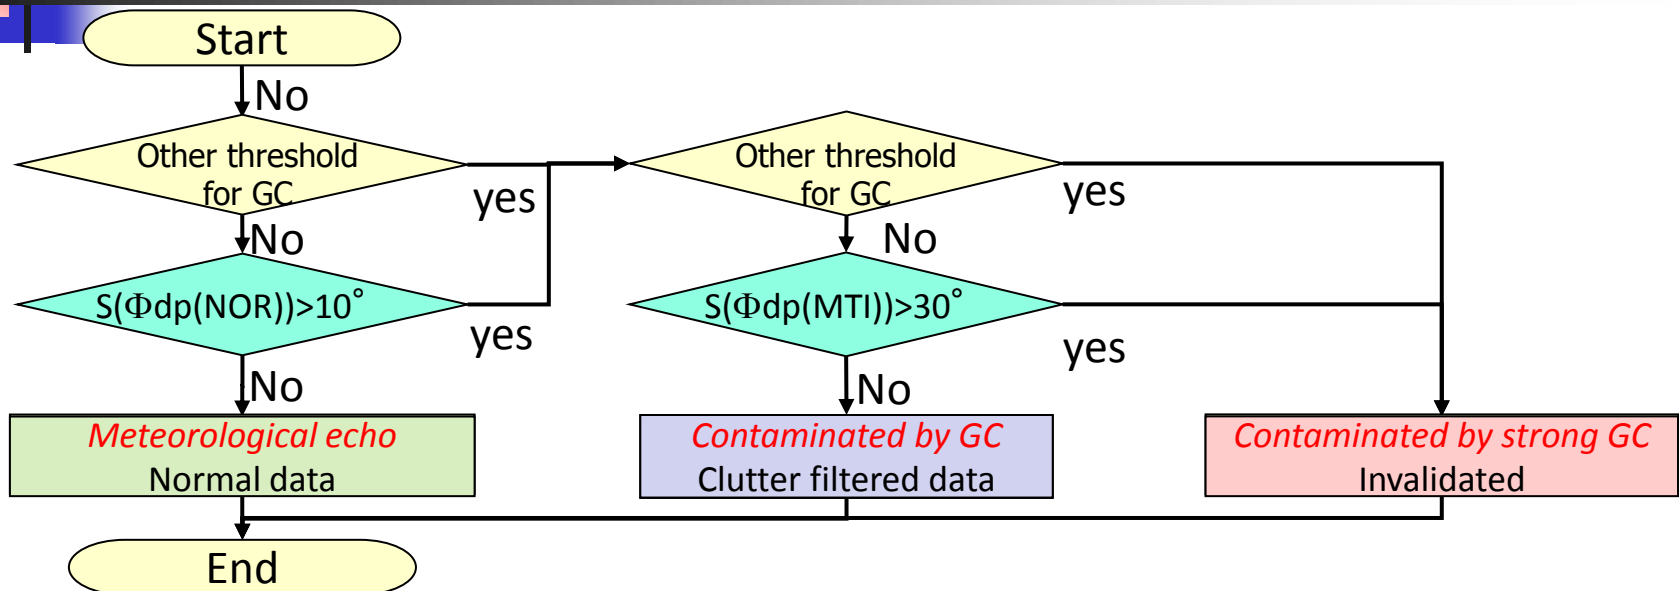 Start
No
Other threshold
for GC
yes
Other threshold
for GC
yes
No
No
S(Φdp(NOR))>10°
yes
S(Φdp(MTI))>30°
yes
No
No
Meteorological echo
Normal data
Contaminated by GC
Clutter filtered data
Contaminated by strong GC
Invalidated
End